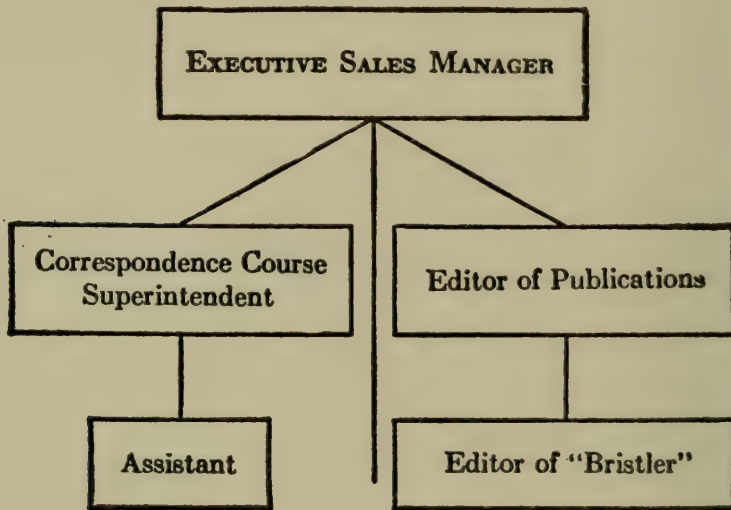 EXECUTIVE SALES MANAGER
Correspondence Course
Superintendent
Editor of Publications
Assistant
Editor of “Bristler”